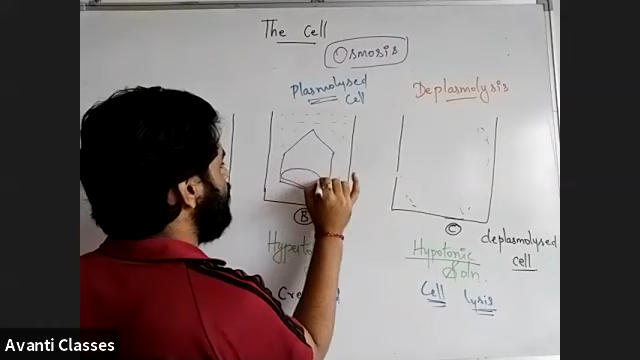 The Cell
Osmosis
Plasmolysed
Cell
Deplasmolysis
B
C
Hypotonic
Soln.
deplasmolysed
cell
Cell Lysis
Avanti Classes